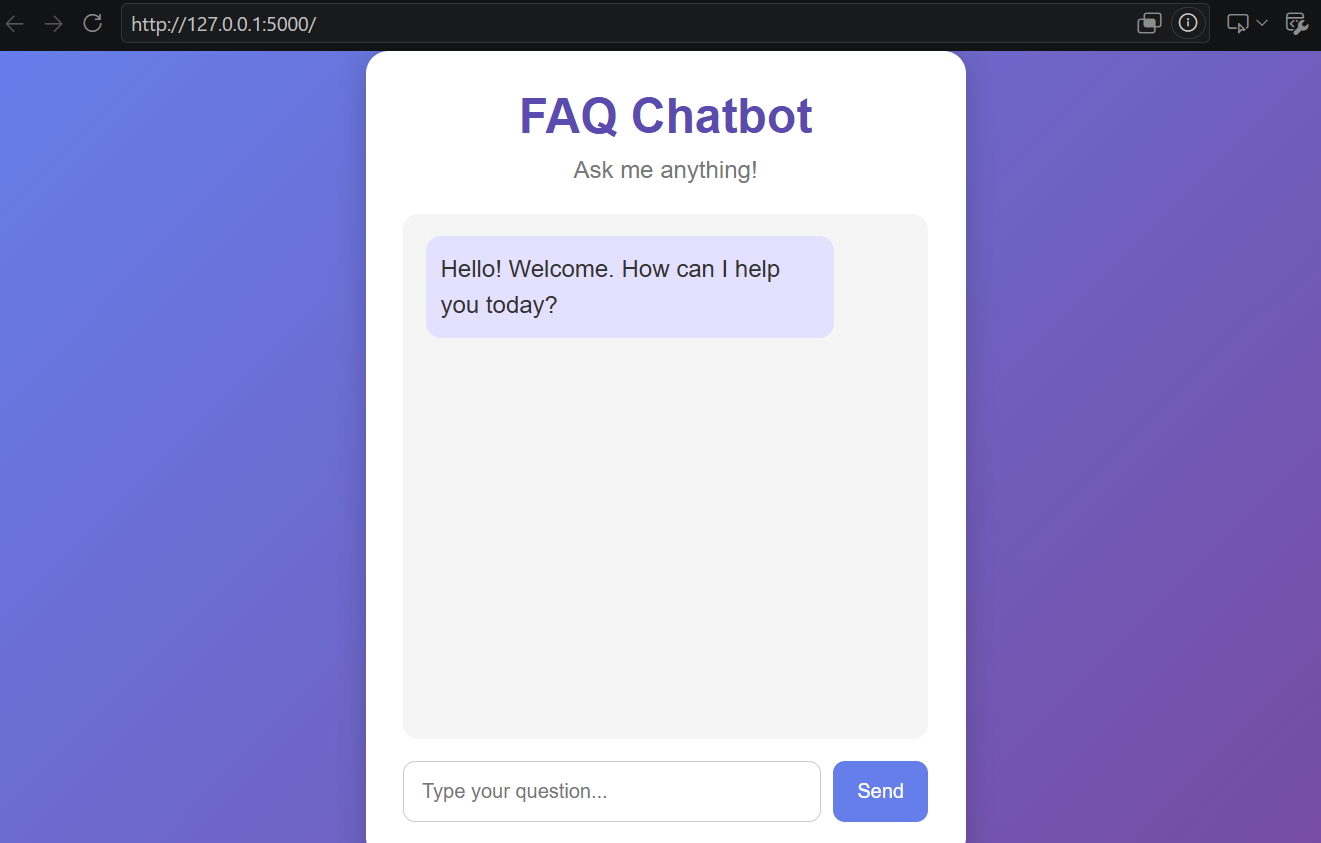 http://127.0.0.1:5000/
FAQ Chatbot
Ask me anything!
Hello! Welcome. How can I help
you today?
Type your question...
Send